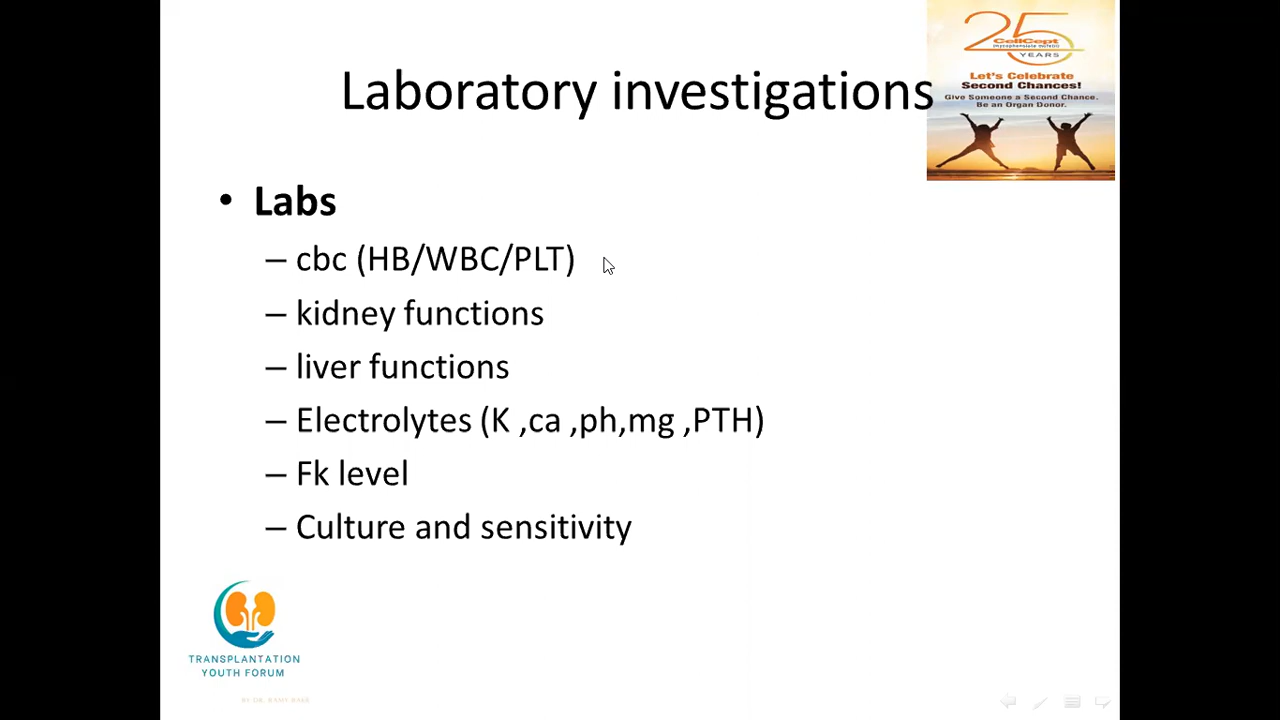 25
CellCept
YEARS
Let's Celebrate
Second Chances!
Give Someone a Second Chance.
Be an Organ Donor.
Laboratory investigations
• Labs
– cbc (HB/WBC/PLT)
– kidney functions
– liver functions
– Electrolytes (K ,ca ,ph,mg ,PTH)
– Fk level
– Culture and sensitivity
TRANSPLANTATION
YOUTH FORUM